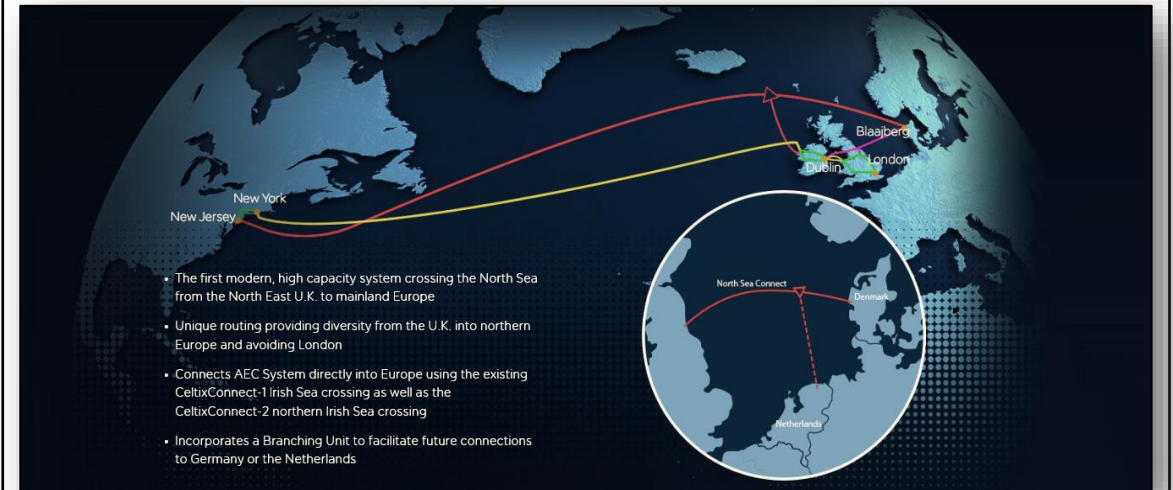 Blaajberg
London
Dublin
New York
New Jersey
• The first modern, high capacity system crossing the North Sea
from the North East U.K. to mainland Europe
• Unique routing providing diversity from the U.K. into northern
Europe and avoiding London
• Connects AEC System directly into Europe using the existing
CeltixConnect-1 Irish Sea crossing as well as the
CeltixConnect-2 northern Irish Sea crossing
• Incorporates a Branching Unit to facilitate future connections
to Germany or the Netherlands
North Sea Connect
Denmark
Netherlands